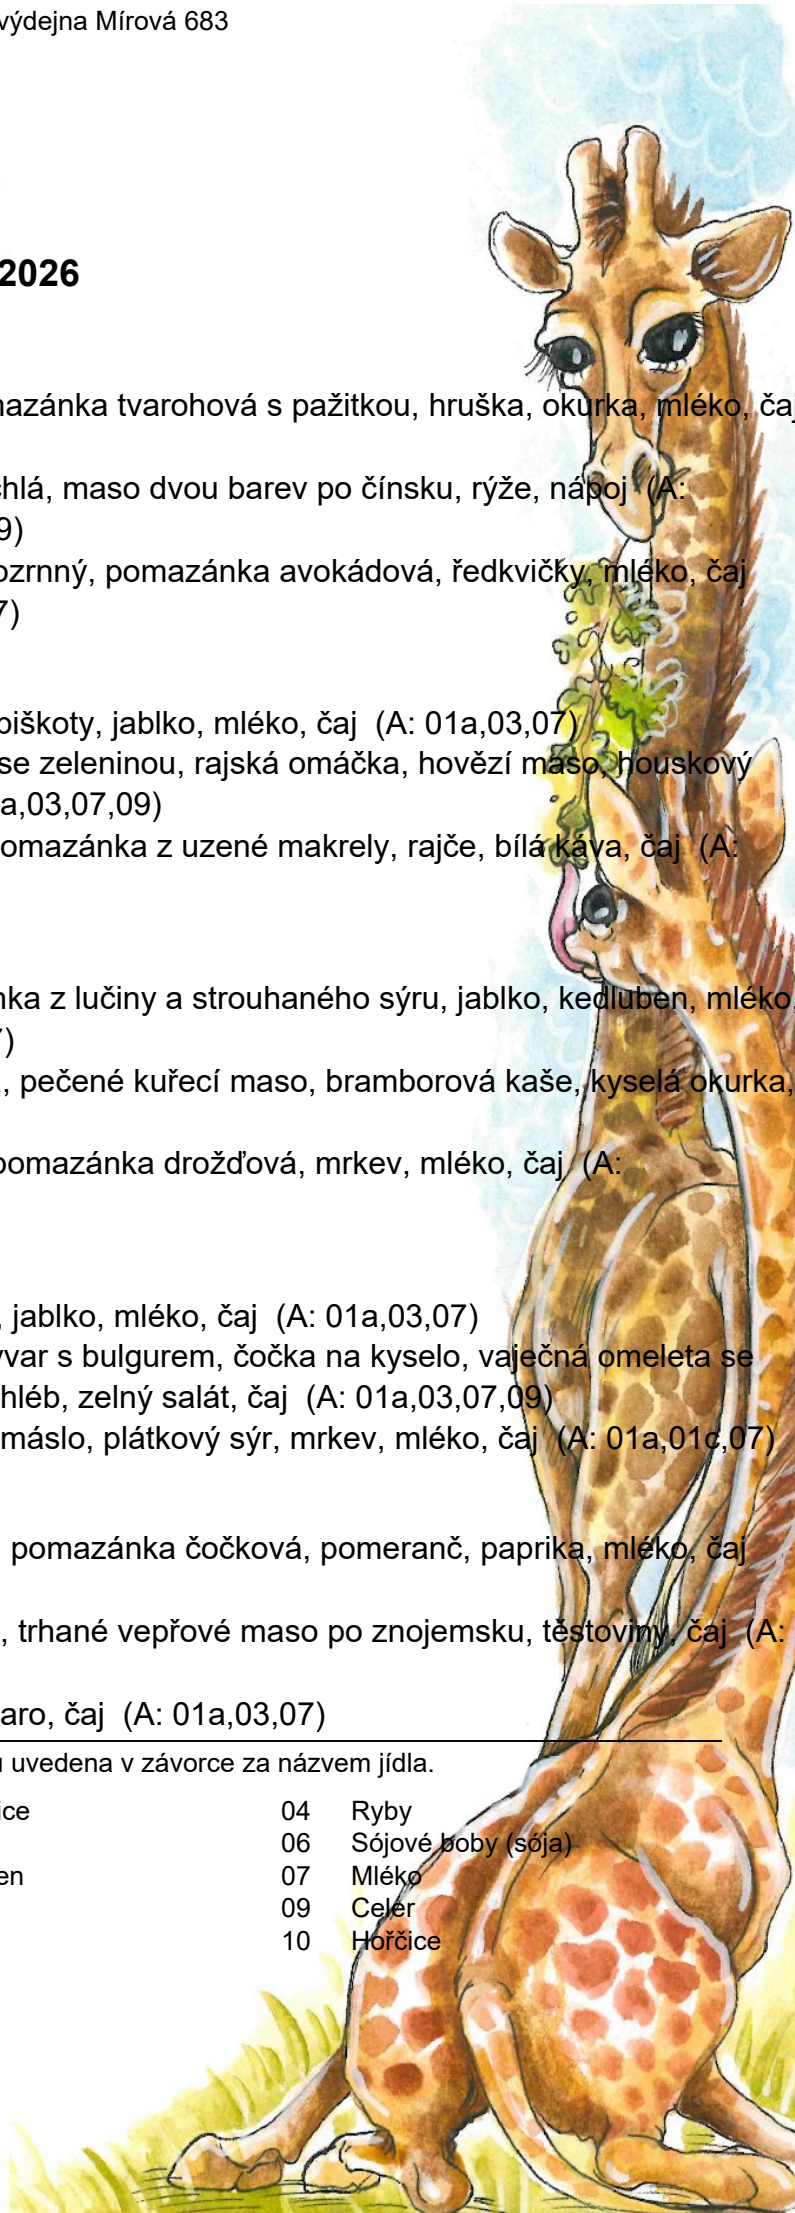 výdejna Mírová 683
2026
mazánka tvarohová s pažitkou, hruška, okurka, mléko, čaj
chlá, maso dvou barev po čínsku, rýže, nápoj (A:
9)
ozrnný, pomazánka avokádová, ředkvičky, mléko, čaj
7)
piškoty, jablko, mléko, čaj (A: 01a,03,07)
se zeleninou, rajská omáčka, hovězí maso, houskový
a,03,07,09)
omazánka z uzené makrely, rajče, bílá káva, čaj (A:
nka z lučiny a strouhaného sýru, jablko, kedluben, mléko,
7)
, pečené kuřecí maso, bramborová kaše, kyselá okurka,
pomazánka drožďová, mrkev, mléko, čaj (A:
, jablko, mléko, čaj (A: 01a,03,07)
vývar s bulgurem, čočka na kyselo, vaječná omeleta se
hléb, zelný salát, čaj (A: 01a,03,07,09)
máslo, plátkový sýr, mrkev, mléko, čaj (A: 01a,01c,07)
, pomazánka čočková, pomeranč, paprika, mléko, čaj
, trhané vepřové maso po znojemsku, těstoviny, čaj (A:
aro, čaj (A: 01a,03,07)
u uvedena v závorce za názvem jídla.
ice 04 Ryby
06 Sójové boby (sója)
en 07 Mléko
09 Celer
10 Hořčice